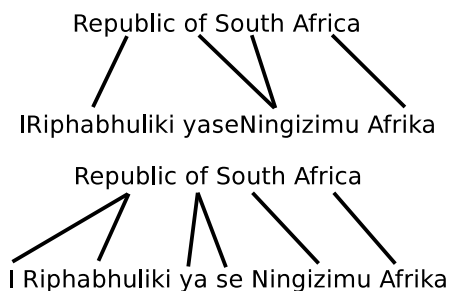 Republic of South Africa
IRiphabhuliki yaseNingizimu Afrika
Republic of South Africa
I Riphabhuliki ya se Ningizimu Afrika